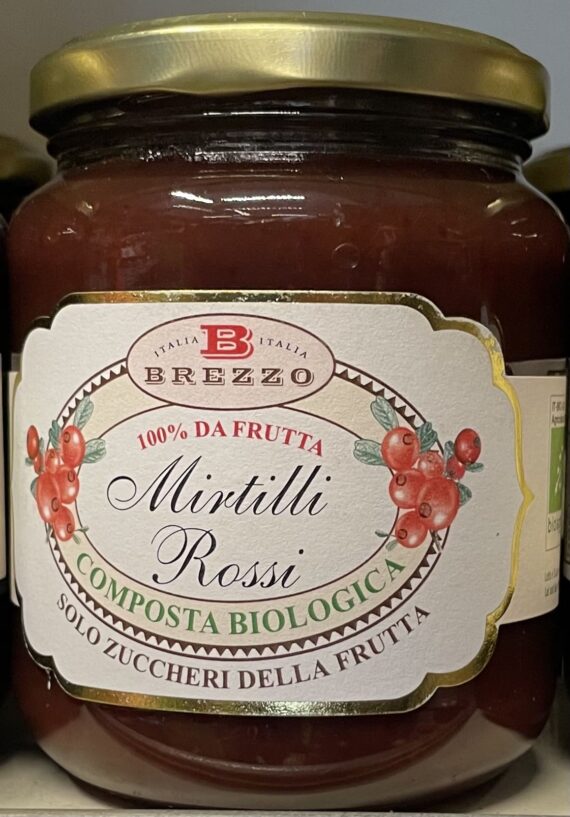 ITALIA B ITALIA
BREZZO
100% DA FRUTTA
Mirtilli
Rossi
COMPOSTA BIOLOGICA
SOLO ZUCCHERI DELLA FRUTTA